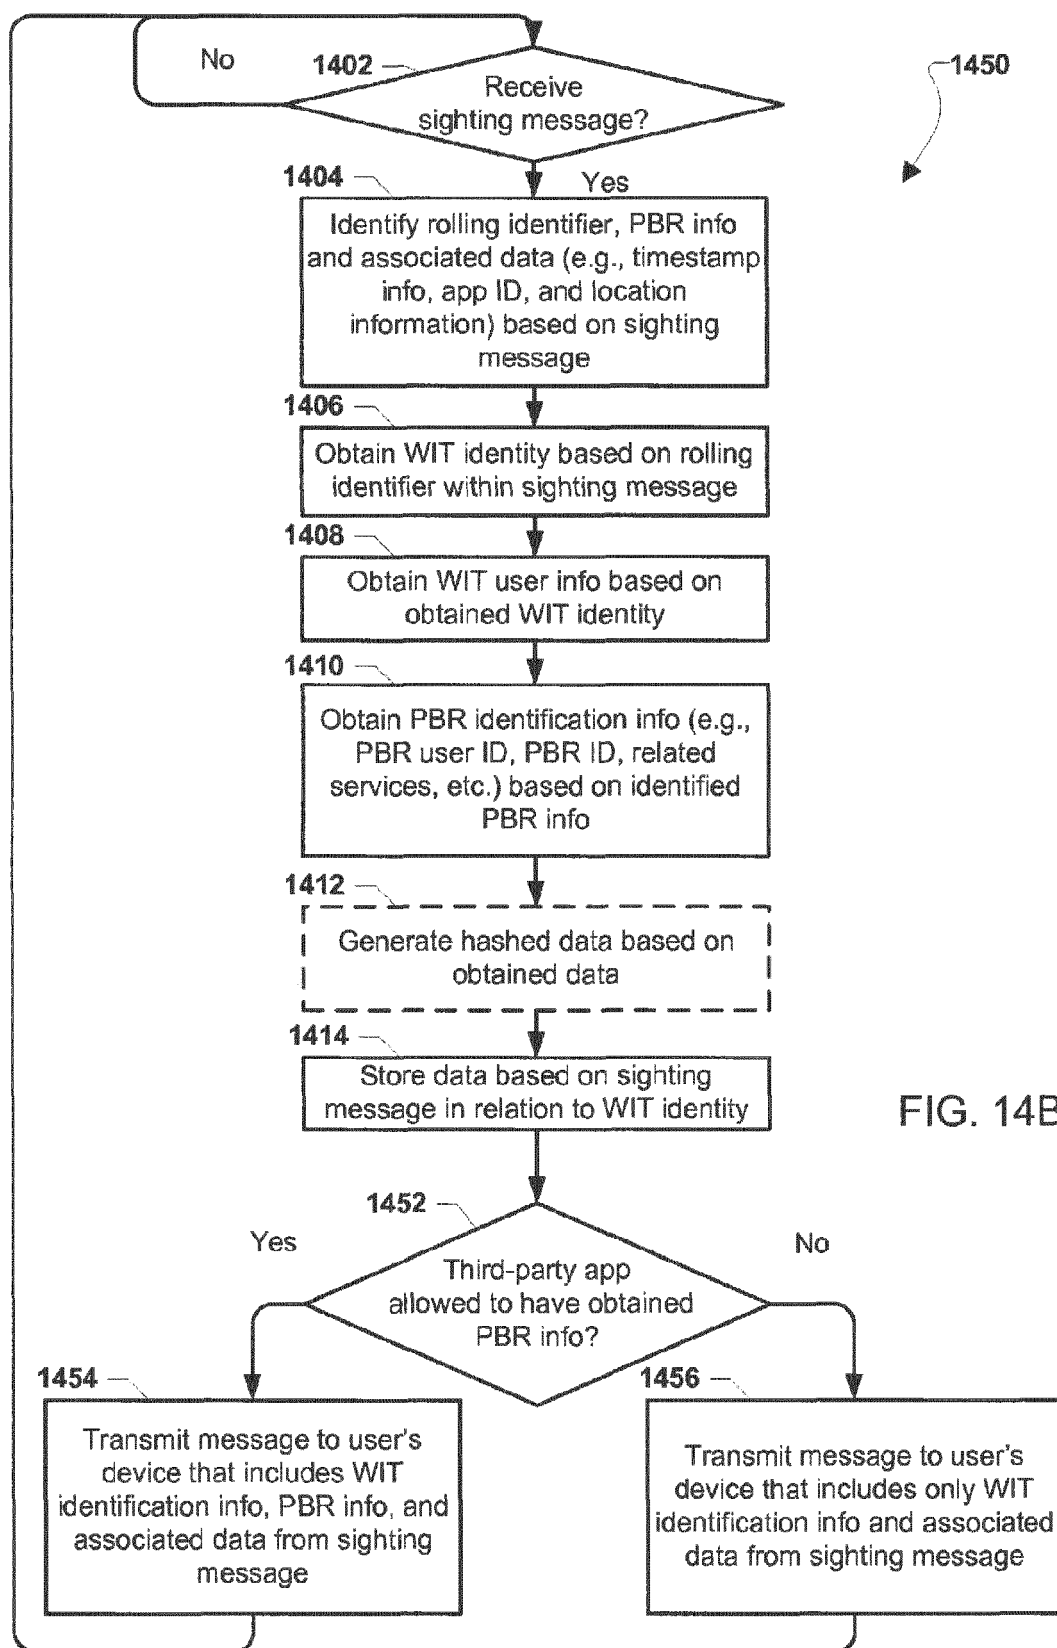 No
1402
Receive
sighting message?
1450
Yes
1404
Identify rolling identifier, PBR info
and associated data (e.g., timestamp
info, app ID, and location
information) based on sighting
message
1406
Obtain WIT identity based on rolling
identifier within sighting message
1408
Obtain WIT user info based on
obtained WIT identity
1410
Obtain PBR identification info (e.g.,
PBR user ID, PBR ID, related
services, etc.) based on identified
PBR info
1412
Generate hashed data based on
obtained data
1414
Store data based on sighting
message in relation to WIT identity
FIG. 14B
1452
Yes
No
Third-party app
allowed to have obtained
PBR info?
1454
Transmit message to user's
device that includes WIT
identification info, PBR info, and
associated data from sighting
message
1456
Transmit message to user's
device that includes only WIT
identification info and associated
data from sighting message